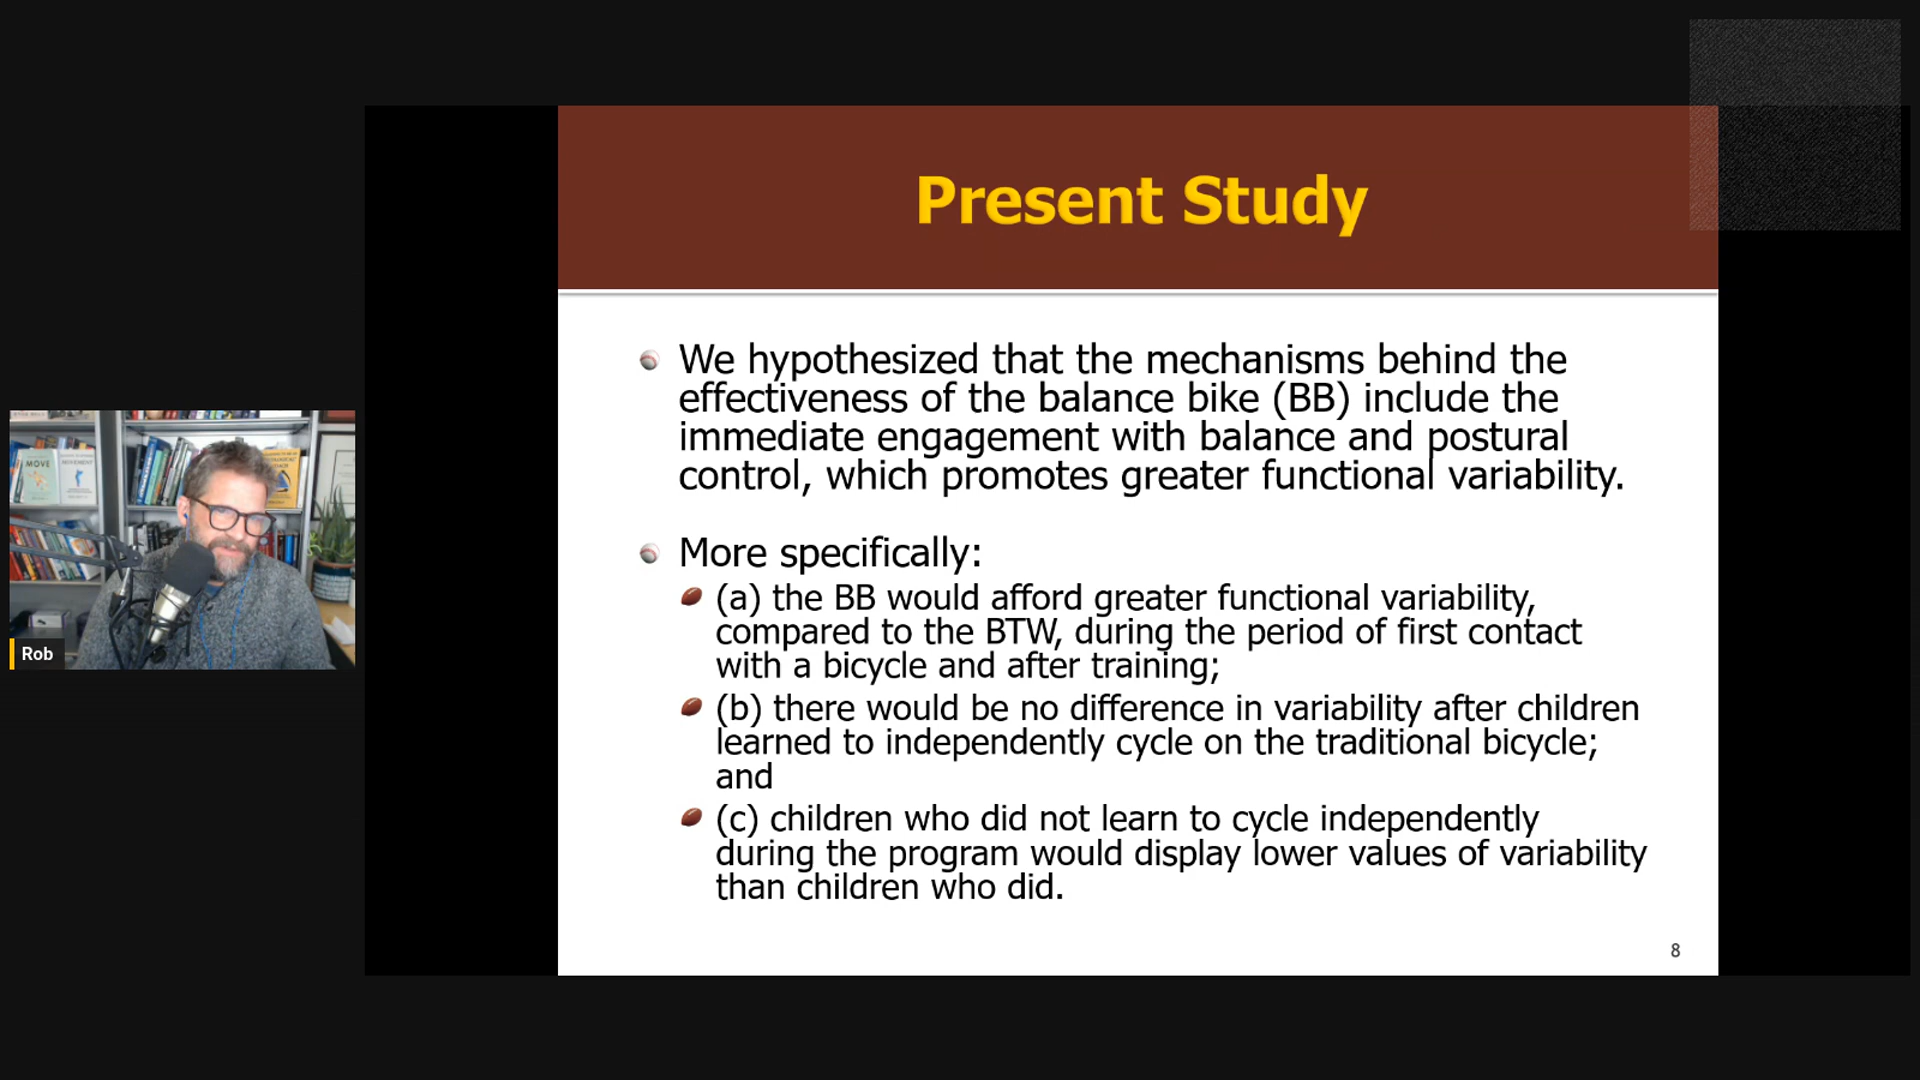 Present Study
We hypothesized that the mechanisms behind the
effectiveness of the balance bike (BB) include the
immediate engagement with balance and postural
control, which promotes greater functional variability.
More specifically:
(a) the BB would afford greater functional variability,
compared to the BTW, during the period of first contact
with a bicycle and after training;
(b) there would be no difference in variability after children
learned to independently cycle on the traditional bicycle;
and
(c) children who did not learn to cycle independently
during the program would display lower values of variability
than children who did.
8
MOVE
Rob